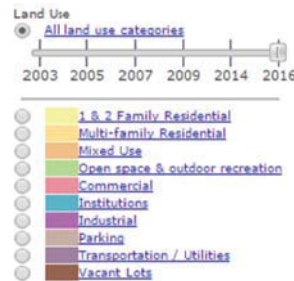 Land Use
All land use categories
2003 2005 2007 2009 2014 2016
1 & 2 Family Residential
Multi-family Residential
Mixed Use
Open space & outdoor recreation
Commercial
Institutions
Industrial
Parking
Transportation / Utilities
Vacant Lots